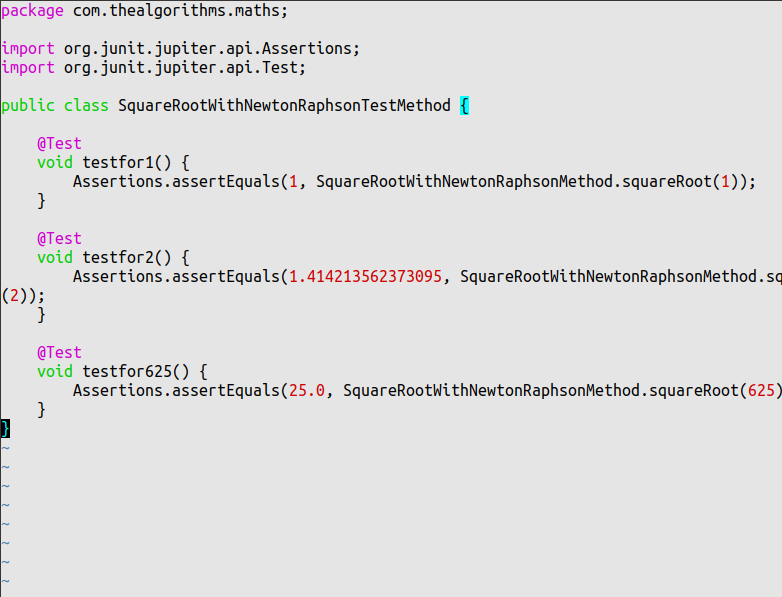 package com.thealgorithms.maths;
import org.junit.jupiter.api.Assertions;
import org.junit.jupiter.api.Test;
public class SquareRootWithNewtonRaphsonTestMethod {
@Test
void testfor1() {
Assertions.assertEquals(1, SquareRootWithNewtonRaphsonMethod.squareRoot(1));
}
@Test
void testfor2() {
Assertions.assertEquals(1.414213562373095, SquareRootWithNewtonRaphsonMethod.sq
(2));
}
@Test
void testfor625() {
Assertions.assertEquals(25.0, SquareRootWithNewtonRaphsonMethod.squareRoot(625)
}
}
~
~
~
~
~
~
~
~